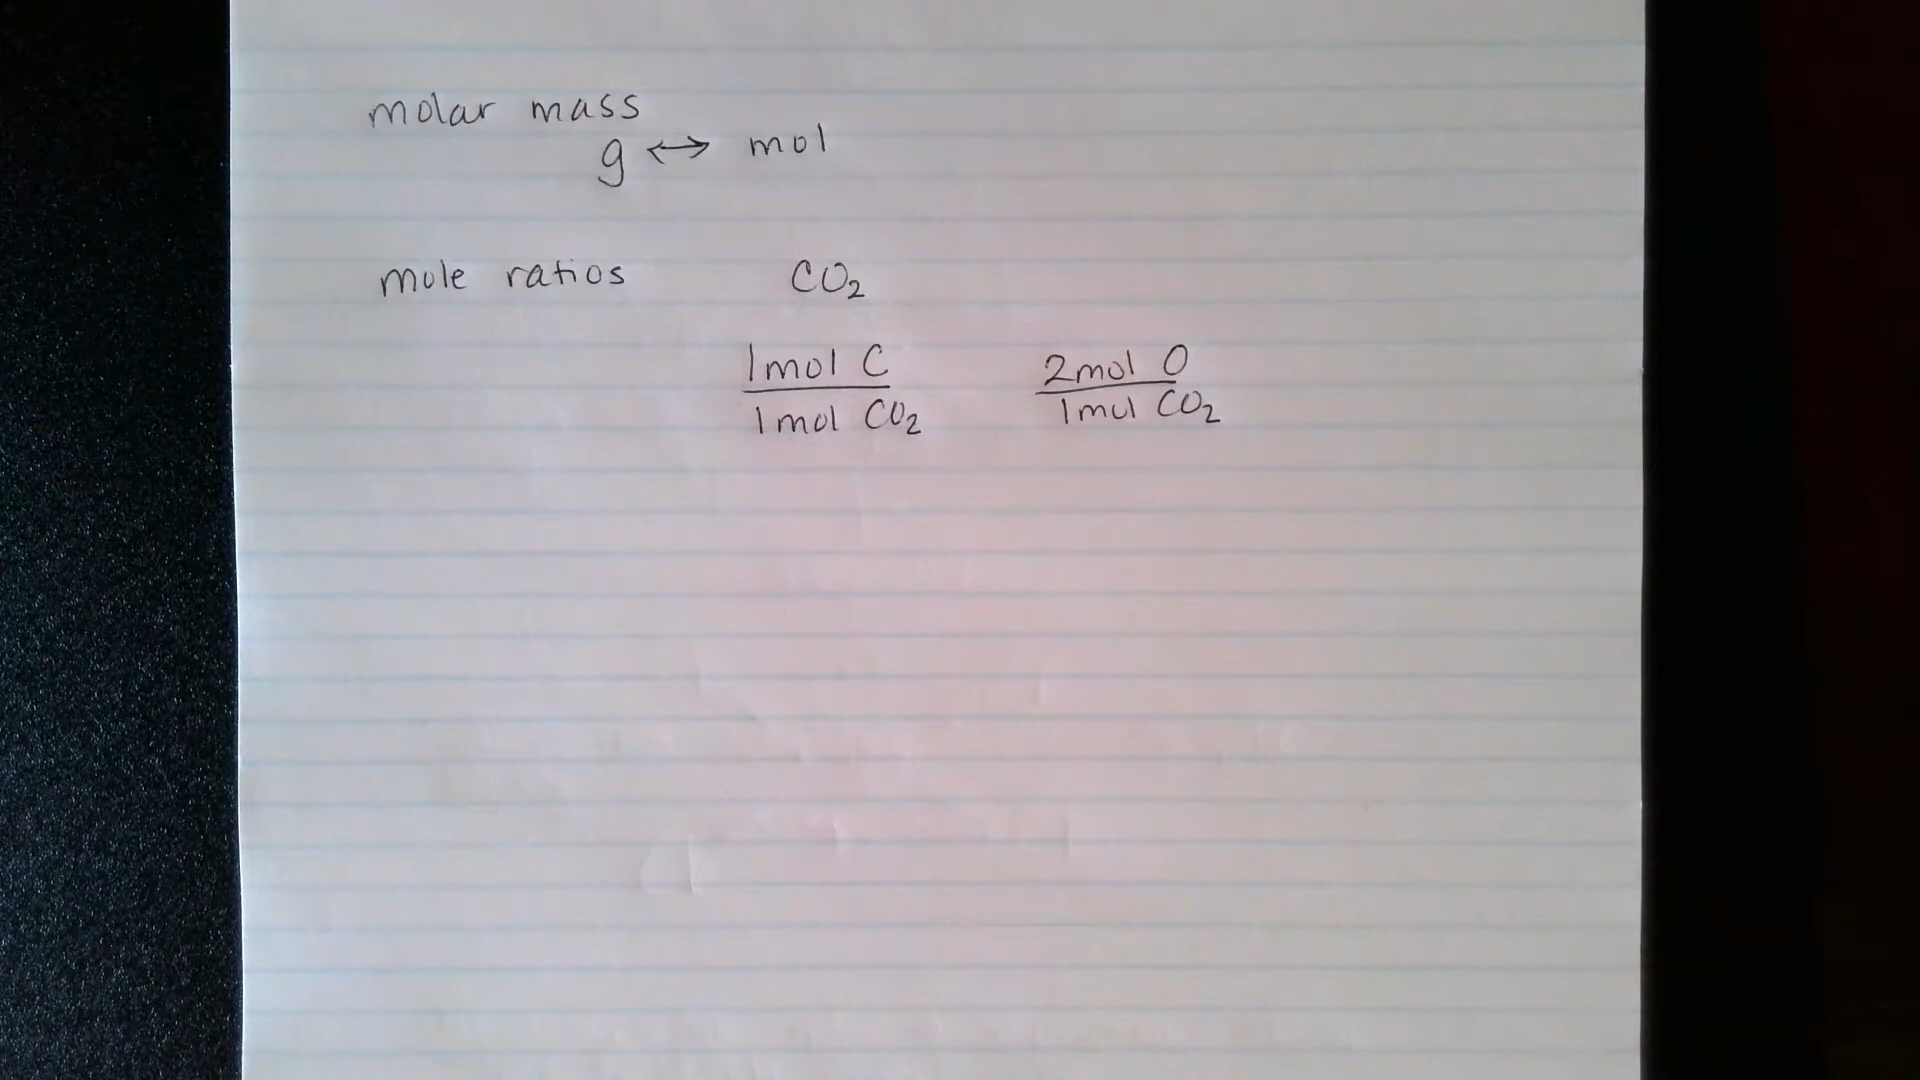 molar mass
g ↔ mol
mole ratios CO₂
1mol C 2mol O
1mol CO₂ 1mol CO₂